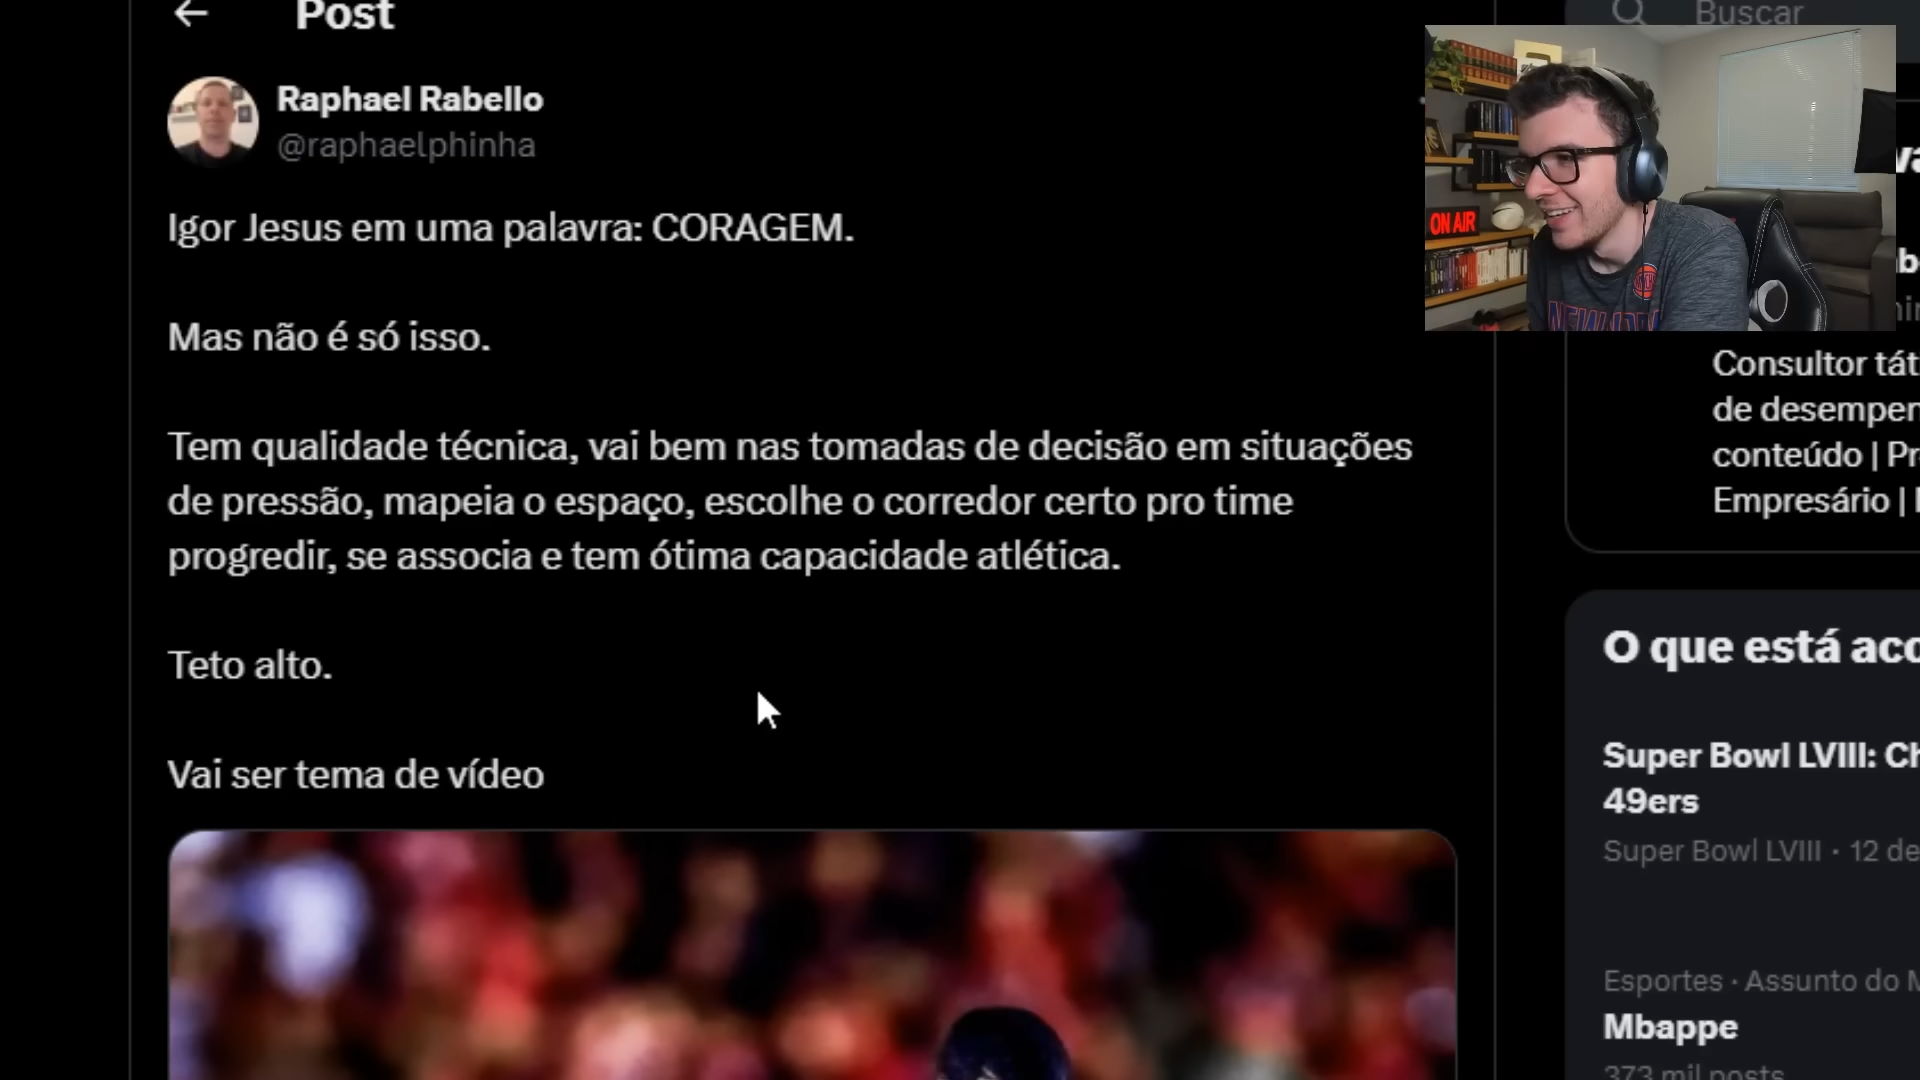 Post
Buscar
Raphael Rabello
@raphaelphinha
Igor Jesus em uma palavra: CORAGEM.
Mas não é só isso.
Tem qualidade técnica, vai bem nas tomadas de decisão em situações
de pressão, mapeia o espaço, escolhe o corredor certo pro time
progredir, se associa e tem ótima capacidade atlética.
Teto alto.
Vai ser tema de vídeo
ON AIR
Consultor tát
de desempen
conteúdo | Pr
Empresário |
O que está aco
Super Bowl LVIII: Ch
49ers
Super Bowl LVIII · 12 de
Esportes · Assunto do M
Mbappe
373 mil posts